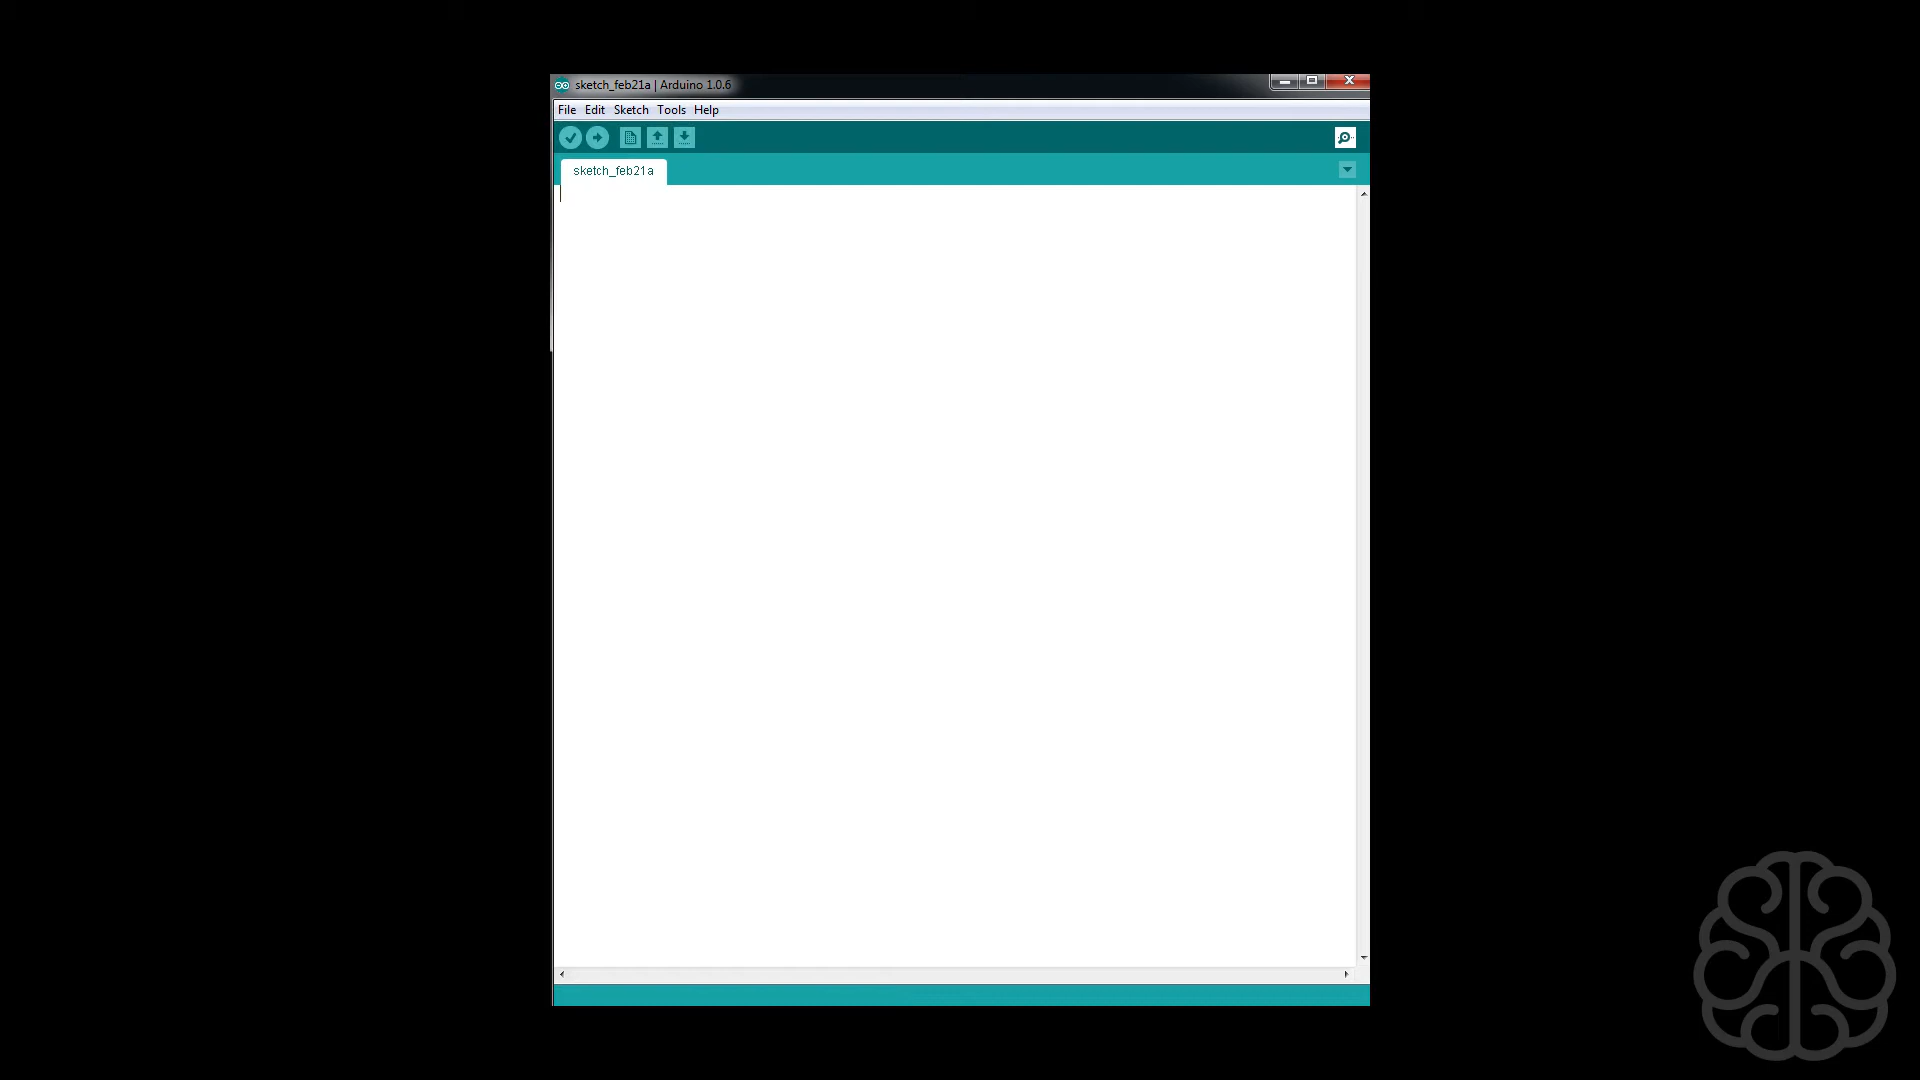 sketch_feb21a | Arduino 1.0.6
File Edit Sketch Tools Help
sketch_feb21a